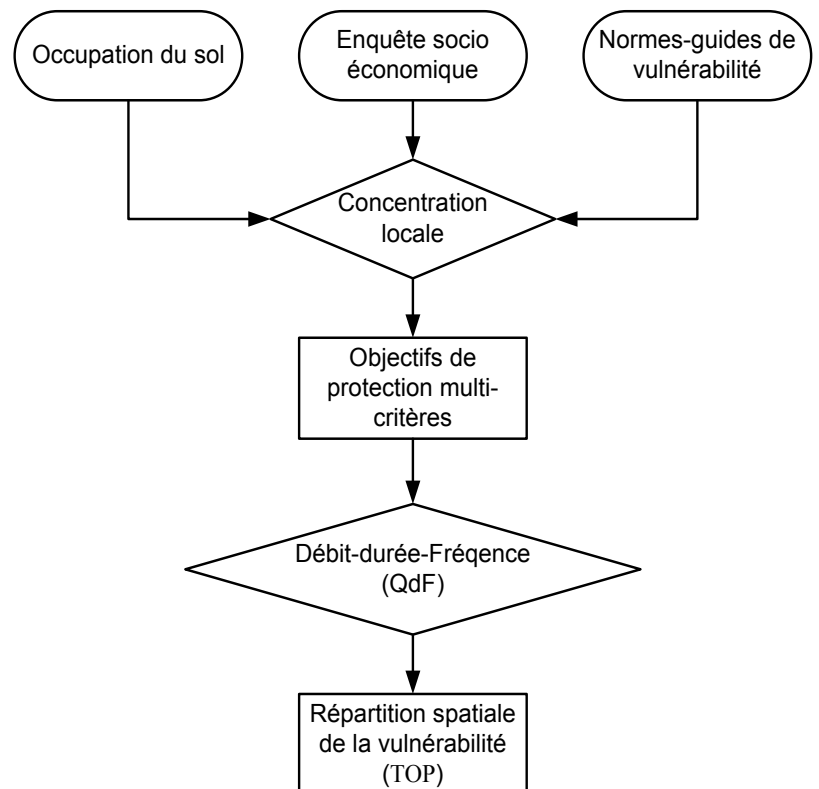 Occupation du sol
Enquête socio
économique
Normes-guides de
vulnérabilité
Concentration
locale
Objectifs de
protection multi-
critères
Débit-durée-Fréqence
(QdF)
Répartition spatiale
de la vulnérabilité
(TOP)